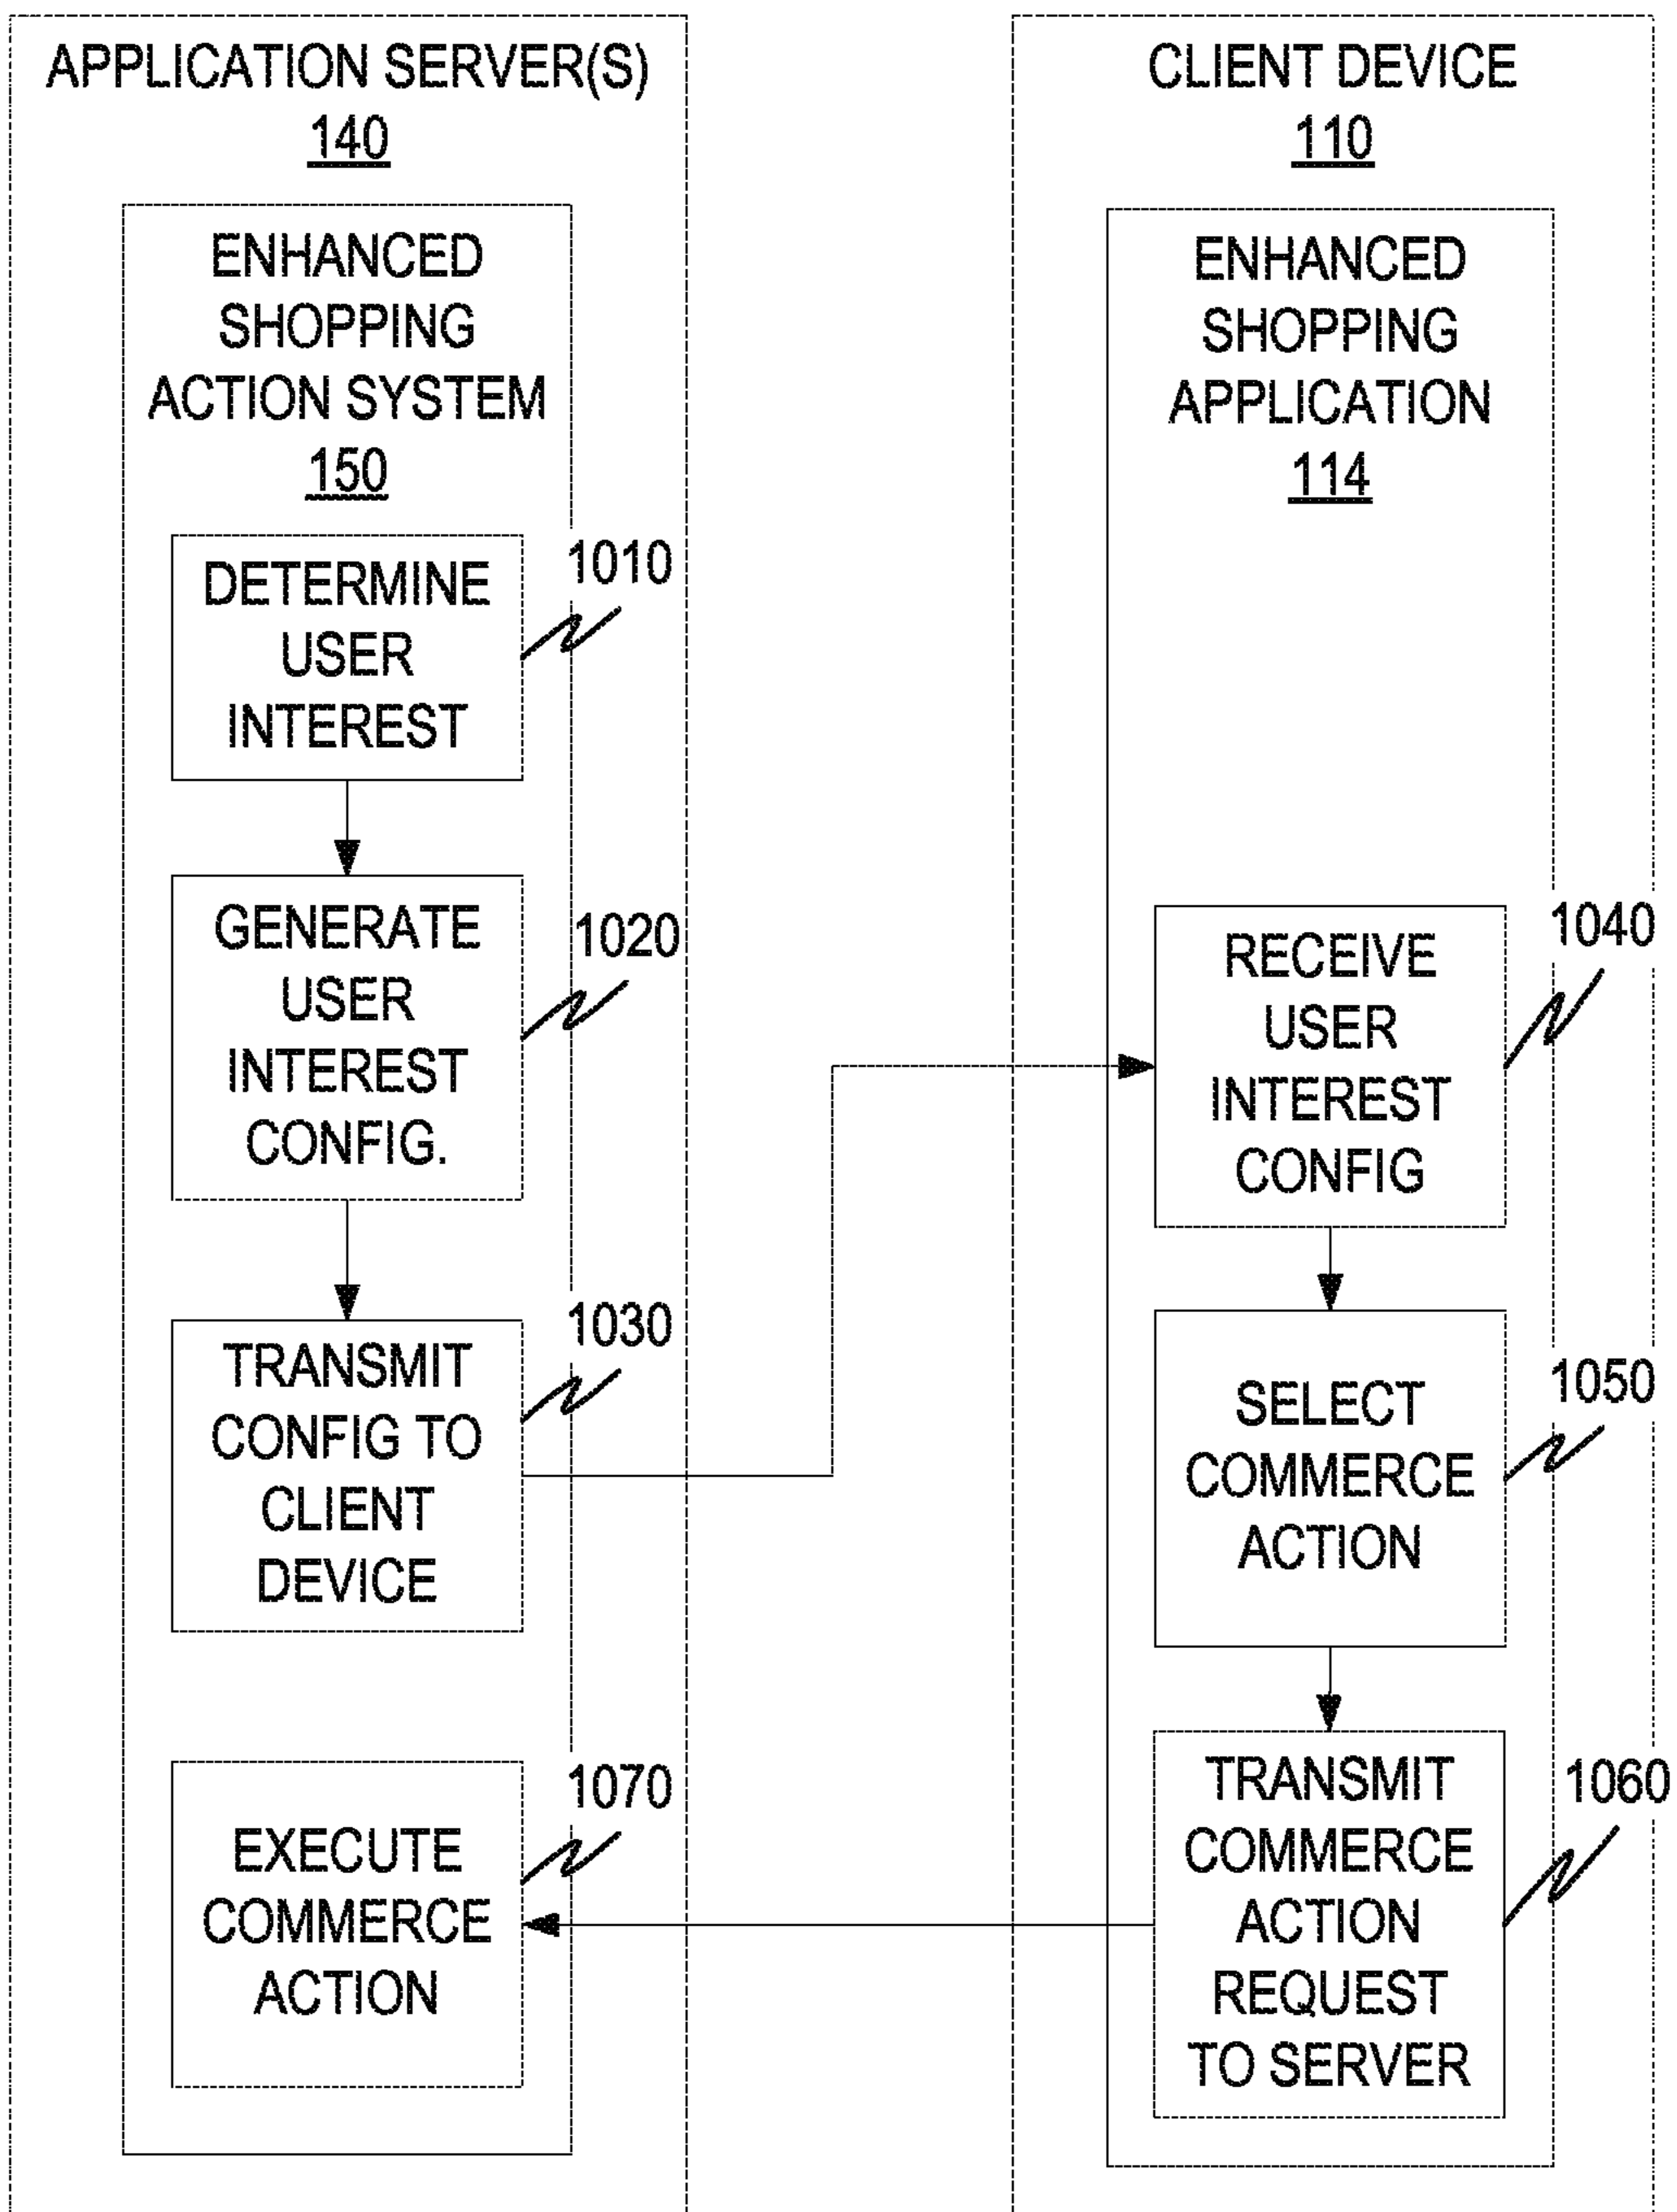 APPLICATION SERVER(S)
140
ENHANCED
SHOPPING
ACTION SYSTEM
150
DETERMINE
USER
INTEREST
1010
GENERATE
USER
INTEREST
CONFIG.
1020
TRANSMIT
CONFIG TO
CLIENT
DEVICE
1030
EXECUTE
COMMERCE
ACTION
1070
CLIENT DEVICE
110
ENHANCED
SHOPPING
APPLICATION
114
RECEIVE
USER
INTEREST
CONFIG
1040
SELECT
COMMERCE
ACTION
1050
TRANSMIT
COMMERCE
ACTION
REQUEST
TO SERVER
1060